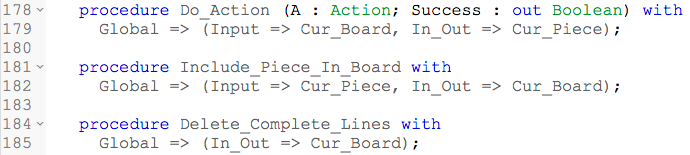 178 procedure Do_Action (A : Action; Success : out Boolean) with
179 Global => (Input => Cur_Board, In_Out => Cur_Piece);
180
181 procedure Include_Piece_In_Board with
182 Global => (Input => Cur_Piece, In_Out => Cur_Board);
183
184 procedure Delete_Complete_Lines with
185 Global => (In_Out => Cur_Board);